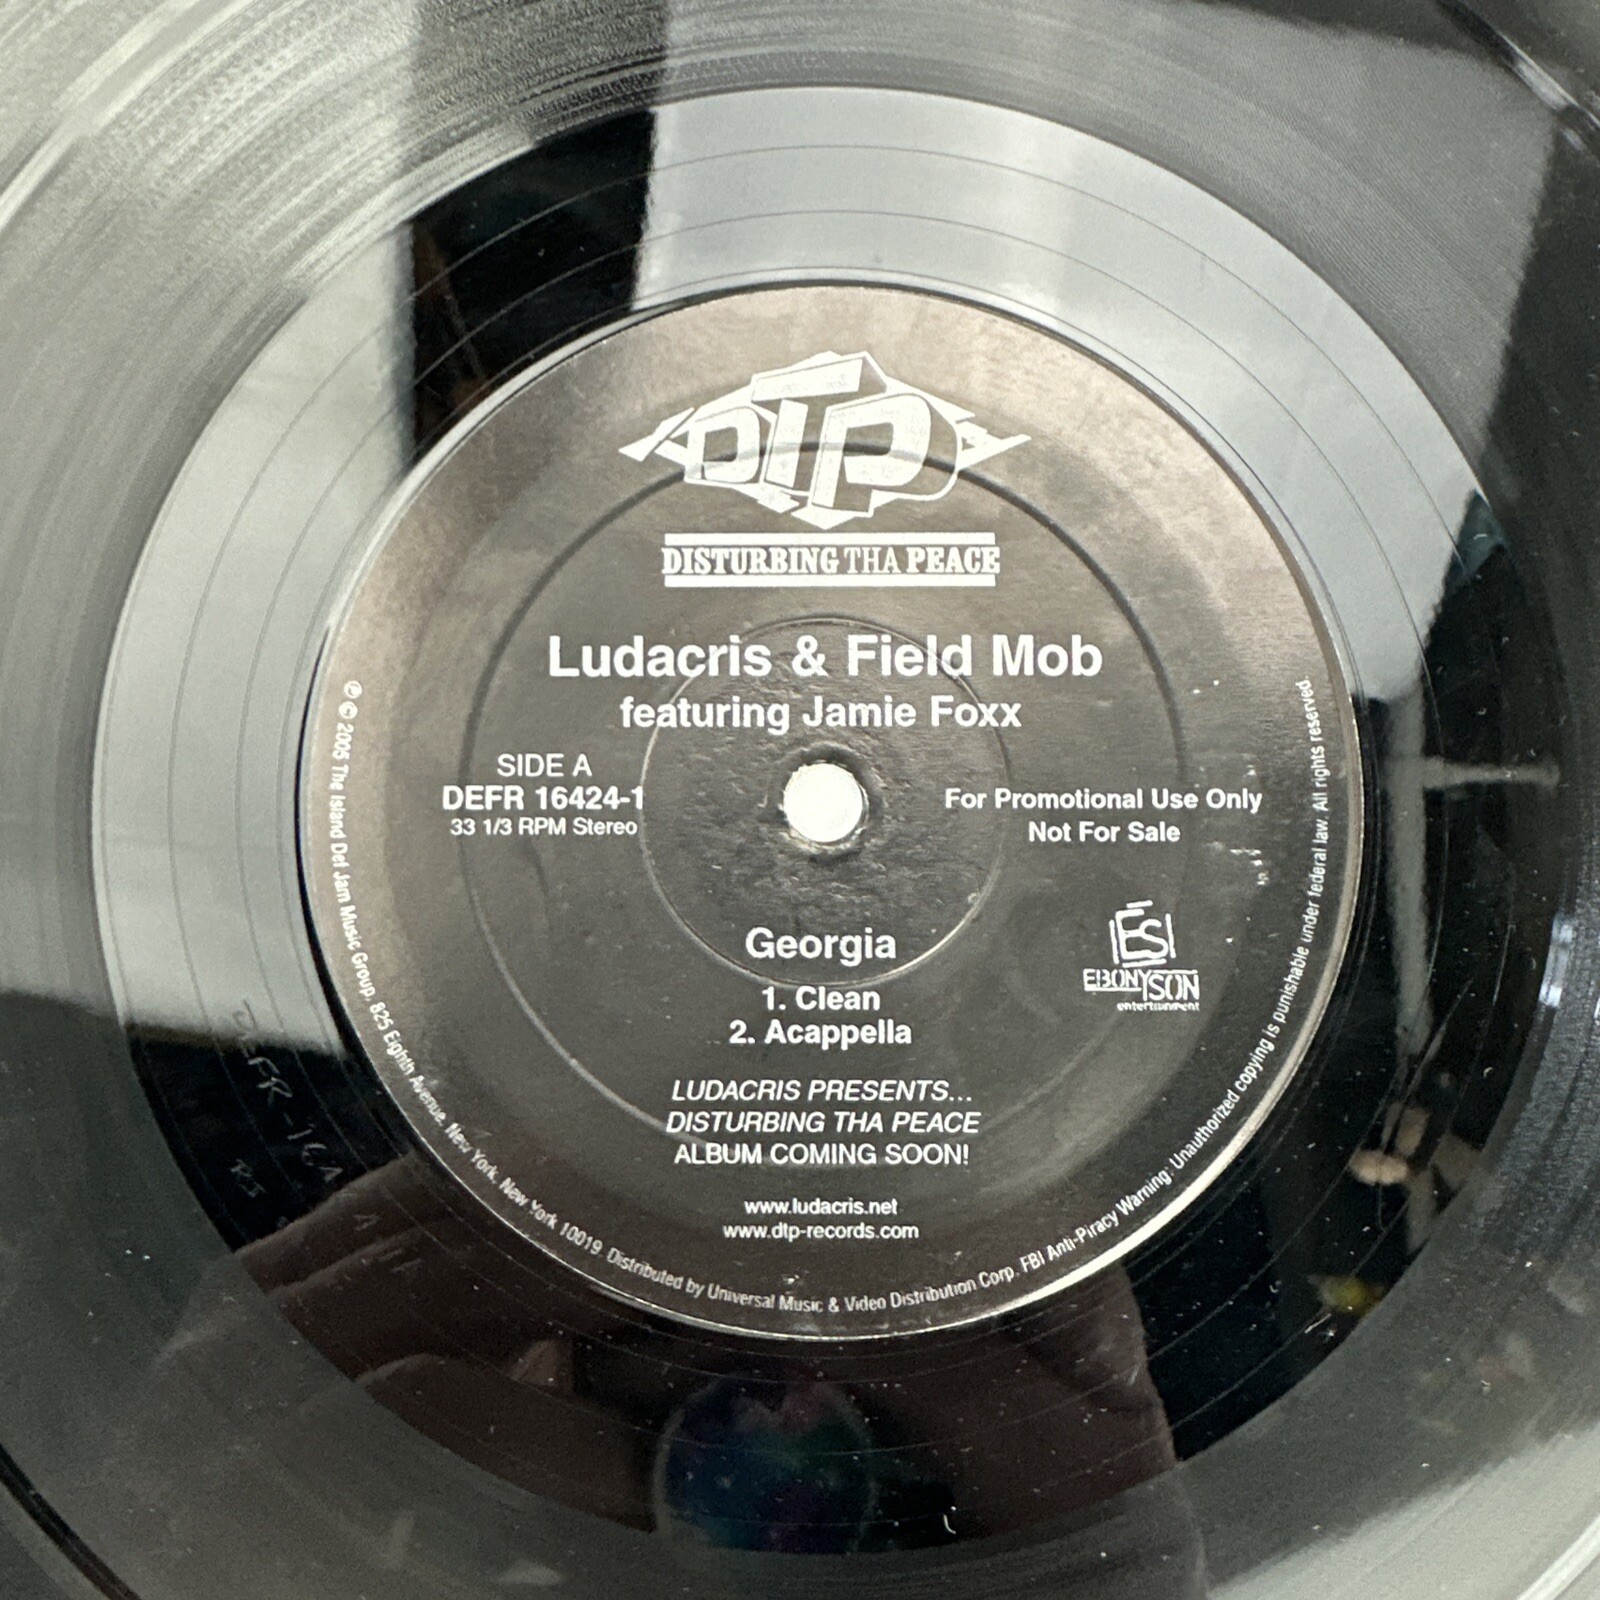 DTP
DISTURBING THA PEACE
Ludacris & Field Mob
featuring Jamie Foxx
SIDE A
DEFR 16424-1
33 1/3 RPM Stereo
For Promotional Use Only
Not For Sale
ESI
EBONY SON
entertainment
Georgia
1. Clean
2. Acappella
LUDACRIS PRESENTS...
DISTURBING THA PEACE
ALBUM COMING SOON!
www.ludacris.net
www.dtp-records.com
℗ © 2005 The Island Def Jam Music Group, 825 Eighth Avenue, New York, New York 10019. Distributed by Universal Music & Video Distribution Corp. FBI Anti-Piracy Warning: Unauthorized copying is punishable under federal law. All rights reserved.